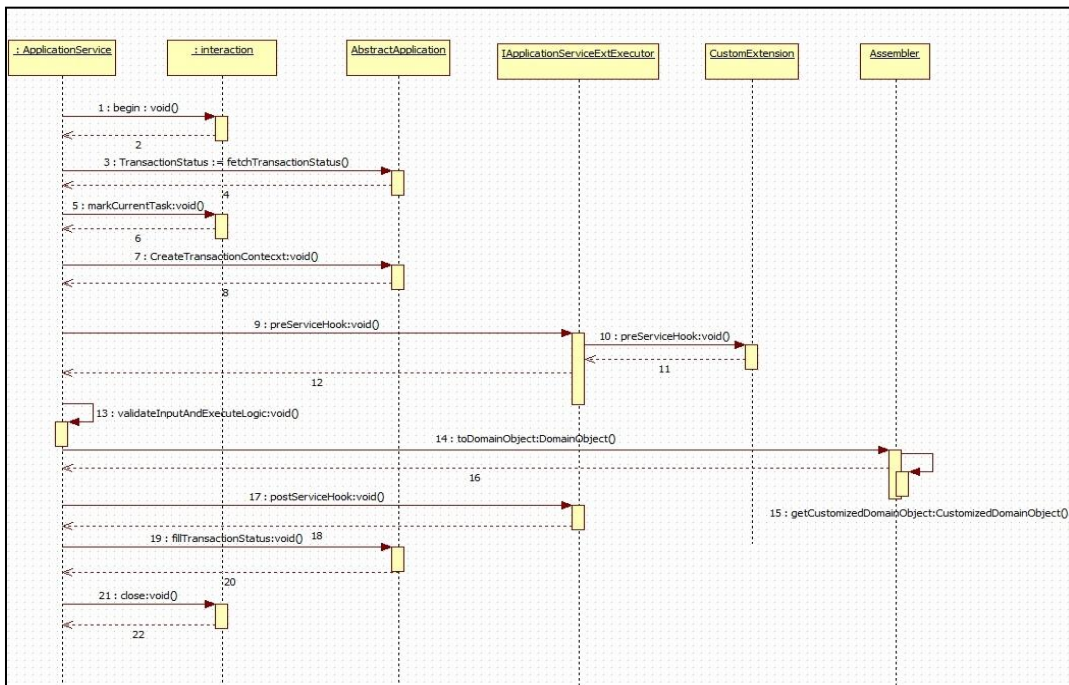 : ApplicationService
: interaction
AbstractApplication
IApplicationServiceExtExecutor
CustomExtension
Assembler
1 : begin : void()
2
3 : TransactionStatus := fetchTransactionStatus()
4
5 : markCurrentTask:void()
6
7 : CreateTransactionContecxt:void()
8
9 : preServiceHook:void()
10 : preServiceHook:void()
11
12
13 : validateInputAndExecuteLogic:void()
14 : toDomainObject:DomainObject()
16
17 : postServiceHook:void()
15 : getCustomizedDomainObject:CustomizedDomainObject()
18
19 : fillTransactionStatus:void()
20
21 : close:void()
22